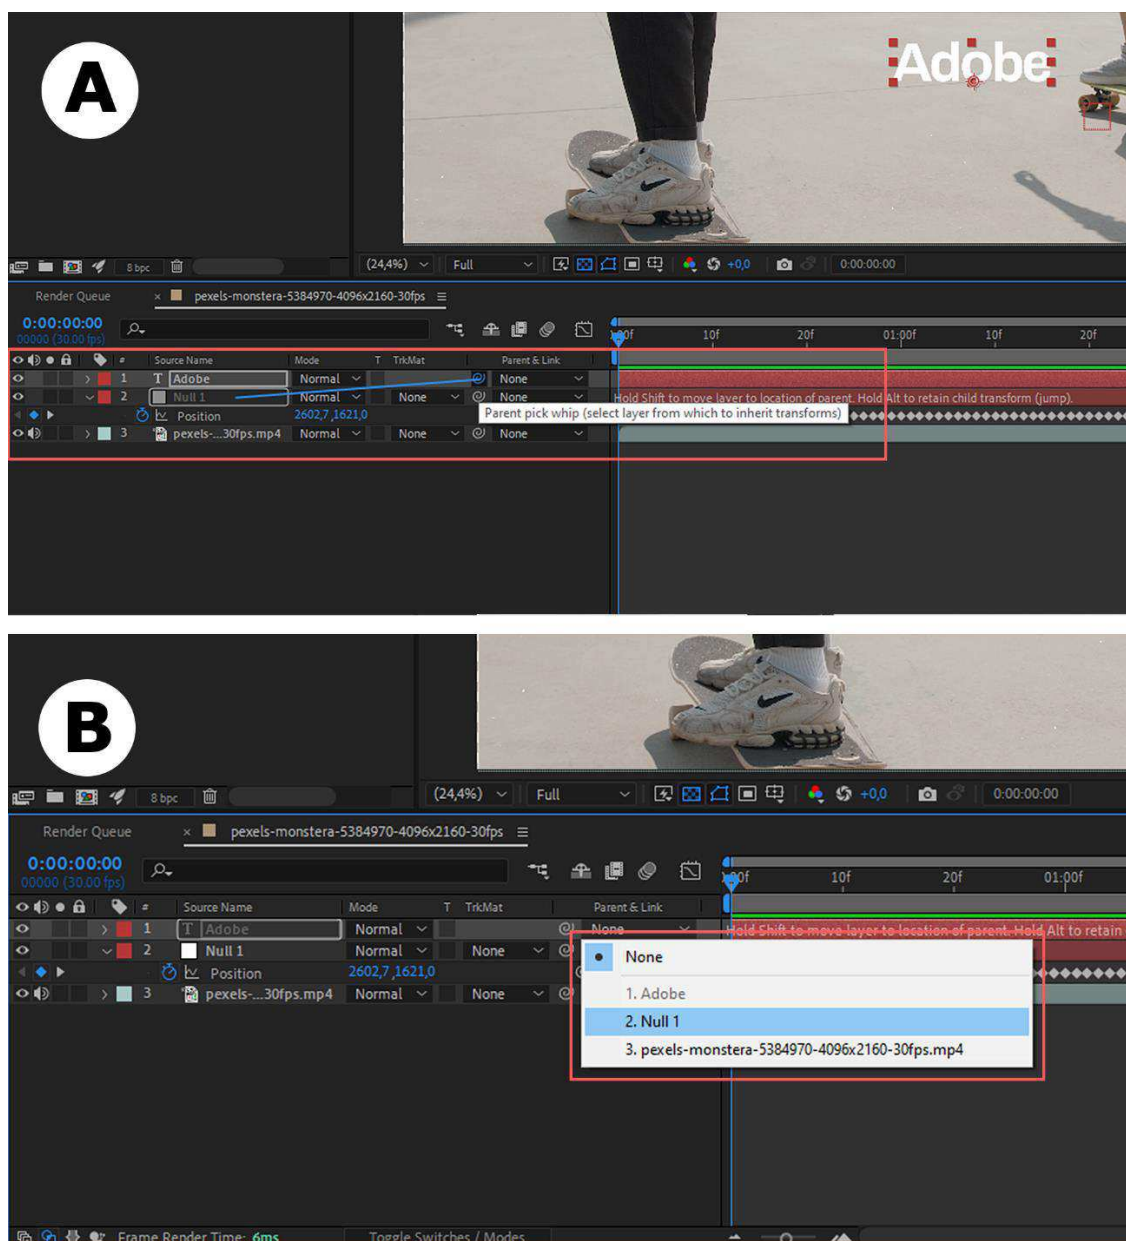 A
Adobe
8 bpc
(24,4%)
Full
+0,0
0:00:00:00
Render Queue
× pexels-monstera-5384970-4096x2160-30fps
0:00:00:00
00000 (30.00 fps)
:00f 10f 20f 01:00f 10f 20f
# Source Name Mode T TrkMat Parent & Link
1 T Adobe Normal None
2 Null 1 Normal None None
Hold Shift to move layer to location of parent. Hold Alt to retain child transform (jump).
Position 2602,7,1621,0
Parent pick whip (select layer from which to inherit transforms)
3 pexels-...30fps.mp4 Normal None None
B
8 bpc
(24,4%)
Full
+0,0
0:00:00:00
Render Queue
× pexels-monstera-5384970-4096x2160-30fps
0:00:00:00
00000 (30.00 fps)
:00f 10f 20f 01:00f
# Source Name Mode T TrkMat Parent & Link
1 T Adobe Normal None
Hold Shift to move layer to location of parent. Hold Alt to retain
2 Null 1 Normal None
Position 2602,7,1621,0
3 pexels-...30fps.mp4 Normal None
None
1. Adobe
2. Null 1
3. pexels-monstera-5384970-4096x2160-30fps.mp4
Frame Render Time: 6ms
Toggle Switches / Modes